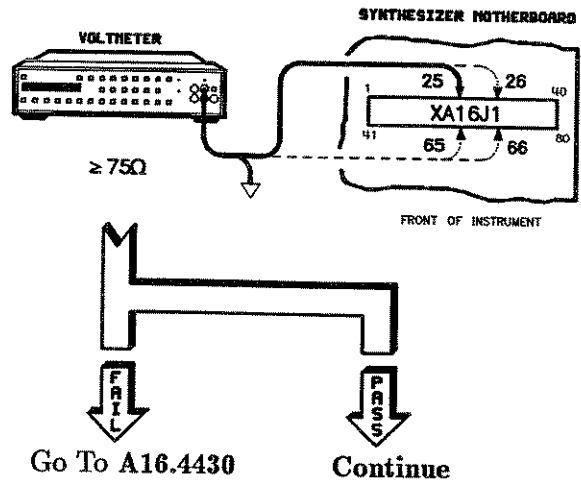 SYNTHESIZER MOTHERBOARD
VOLTMETER
25 26
1 40
XA16J1
41 80
65 66
≥ 75Ω
FRONT OF INSTRUMENT
FAIL
PASS
Go To A16.4430
Continue